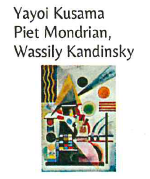 Yayoi Kusama
Piet Mondrian,
Wassily Kandinsky